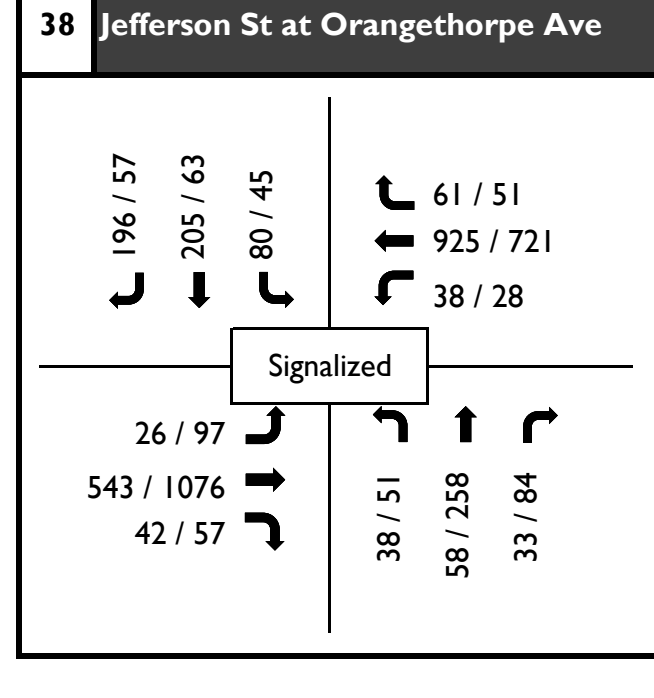 38 Jefferson St at Orangethorpe Ave
196 / 57
205 / 63
80 / 45
61 / 51
925 / 721
38 / 28
Signalized
26 / 97
543 / 1076
42 / 57
38 / 51
58 / 258
33 / 84